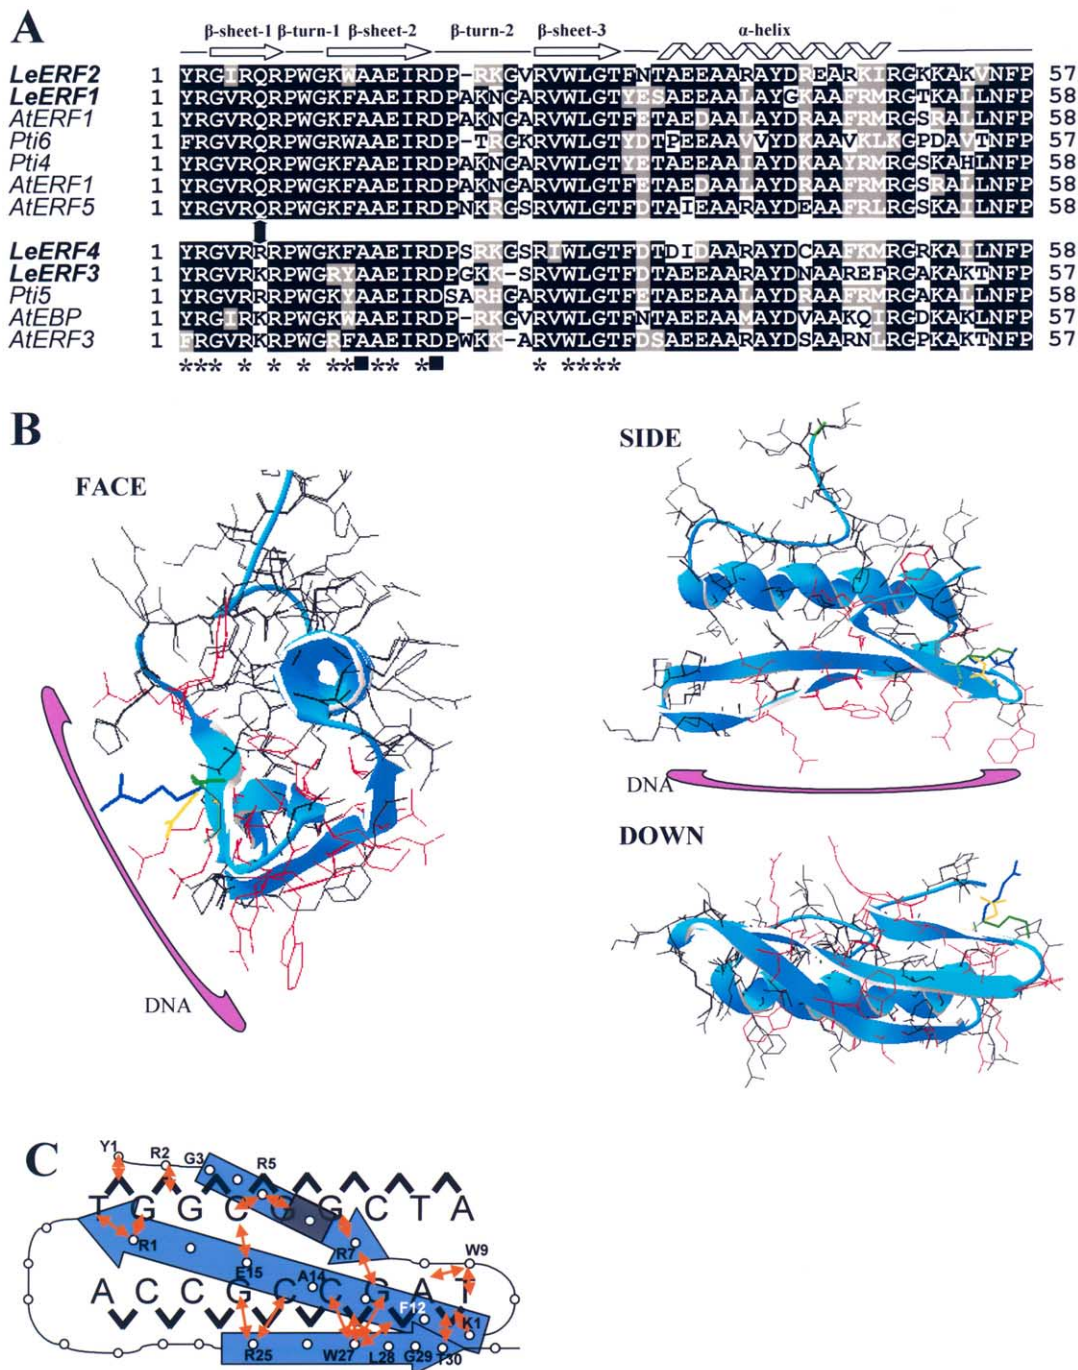 A
β-sheet-1 β-turn-1 β-sheet-2 β-turn-2 β-sheet-3 α-helix
LeERF2 1 YRGIRQRPWGKWAAEIRDP-RKGVRVWLGTFNTAEEAARAYDREARKIRGKKAKVNFP 57
LeERF1 1 YRGVRQRPWGKFAAEIRDPAKNGARVWLGTYESAEEAALAYGKAAFRMRGTKALLNFP 58
AtERF1 1 YRGVRQRPWGKFAAEIRDPAKNGARVWLGTFETAEDAALAYDRAAFRMRGSRALLNFP 58
Pti6 1 FRGVRQRPWGRWAAEIRDP-TRGKRVWLGTYDTPEEAAVVYDKAAVKLKGPDAVTNFP 57
Pti4 1 YRGVRQRPWGKFAAEIRDPAKNGARVWLGTYETAEEAALAYDKAAYRMRGSKAHLNFP 58
AtERF1 1 YRGVRQRPWGKFAAEIRDPAKNGARVWLGTFETAEDAALAYDRAAFRMRGSRALLNFP 58
AtERF5 1 YRGVRQRPWGKFAAEIRDPNKRGSRVWLGTFDTAIEAARAYDEAAFRLRGSKAILNFP 58
LeERF4 1 YRGVRRRPWGKFAAEIRDPSRKGSRIWLGTFDTDIDAARAYDCAAFKMRGRKAILNFP 58
LeERF3 1 YRGVRKRPWGRYAAEIRDPGKK-SRVWLGTFDTAEEAARAYDNAAREFRGAKAKTNFP 57
Pti5 1 YRGVRRRPWGKYAAEIRDSARHGARVWLGTFETAEEAALAYDRAAFRMRGAKALLNFP 58
AtEBP 1 YRGIRKRPWGKWAAEIRDP-RKGVRVWLGTFNTAEEAAMAYDVAAKQIRGDKAKLNFP 57
AtERF3 1 FRGVRKRPWGRFAAEIRDPWKK-ARVWLGTFDSAEEAARAYDSAARNLRGPKAKTNFP 57
*** * * * **■** *■ * ****
B
FACE
SIDE
DNA
DOWN
DNA
C
Y1 R2 G3 R5
TGGCGGCTA
R1 E15 A14 R7 W9
ACCGCCGAT
F12 K1
R25 W27 L28 G29 T30